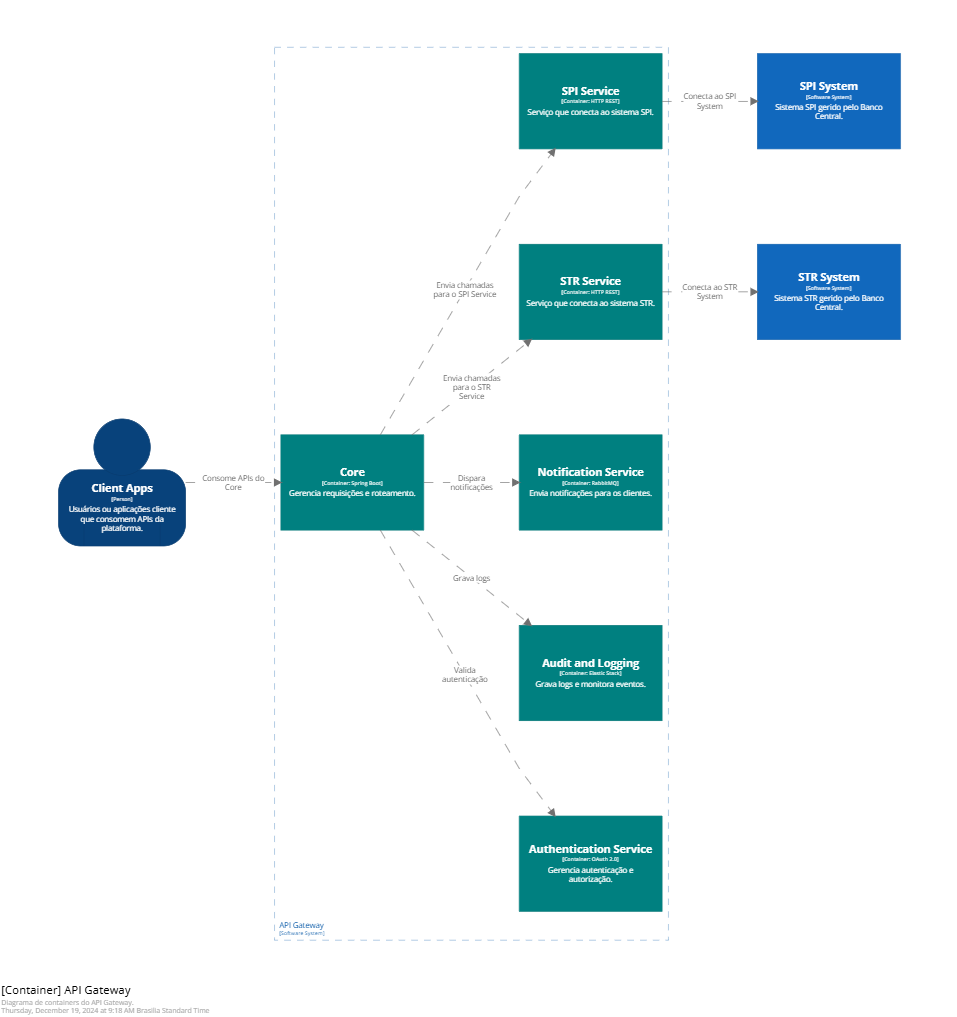 SPI Service
[Container: HTTP REST]
Serviço que conecta ao sistema SPI.
Conecta ao SPI
System
SPI System
[Software System]
Sistema SPI gerido pelo Banco
Central.
Envia chamadas
para o SPI Service
STR Service
[Container: HTTP REST]
Serviço que conecta ao sistema STR.
Conecta ao STR
System
STR System
[Software System]
Sistema STR gerido pelo Banco
Central.
Envia chamadas
para o STR
Service
Client Apps
[Person]
Usuários ou aplicações cliente
que consomem APIs da
plataforma.
Consome APIs do
Core
Core
[Container: Spring Boot]
Gerencia requisições e roteamento.
Dispara
notificações
Notification Service
[Container: RabbitMQ]
Envia notificações para os clientes.
Grava logs
Audit and Logging
[Container: Elastic Stack]
Grava logs e monitora eventos.
Valida
autenticação
Authentication Service
[Container: OAuth 2.0]
Gerencia autenticação e
autorização.
API Gateway
[Software System]
[Container] API Gateway
Diagrama de containers do API Gateway.
Thursday, December 19, 2024 at 9:18 AM Brasilia Standard Time